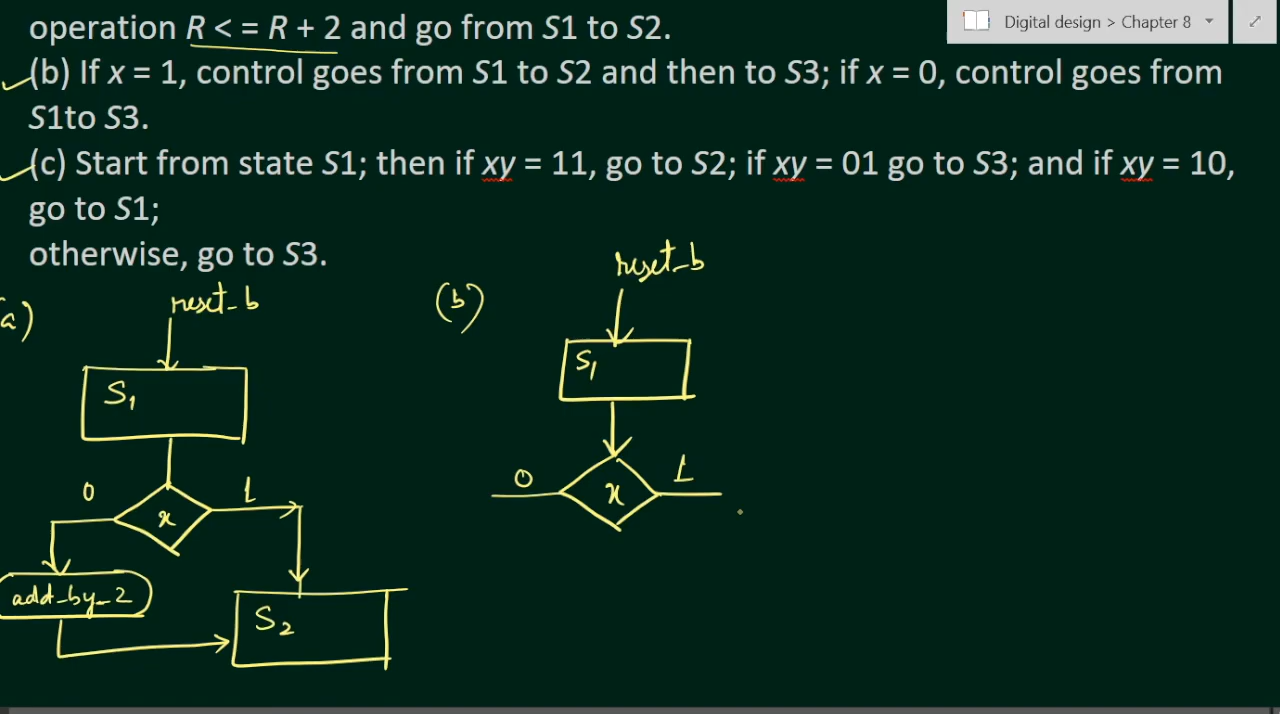 operation R < = R + 2 and go from S1 to S2.
Digital design > Chapter 8
(b) If x = 1, control goes from S1 to S2 and then to S3; if x = 0, control goes from
S1to S3.
(c) Start from state S1; then if xy = 11, go to S2; if xy = 01 go to S3; and if xy = 10,
go to S1;
otherwise, go to S3.
a)
reset_b
S1
0
x
1
add_by_2
S2
(b)
reset_b
S1
0
x
1